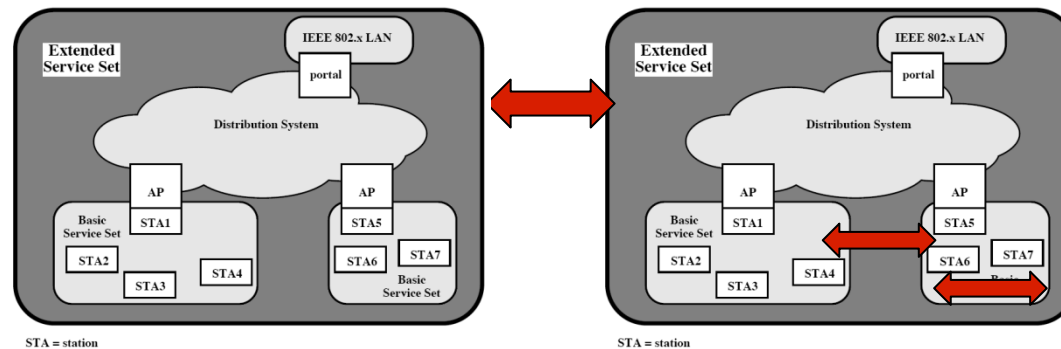 IEEE 802.x LAN
Extended
Service Set
portal
Distribution System
AP
AP
Basic
Service Set
STA1
STA5
STA2
STA3
STA4
STA6
STA7
Basic
Service Set
STA = station
IEEE 802.x LAN
Extended
Service Set
portal
Distribution System
AP
AP
Basic
Service Set
STA1
STA5
STA2
STA3
STA4
STA6
STA7
STA = station